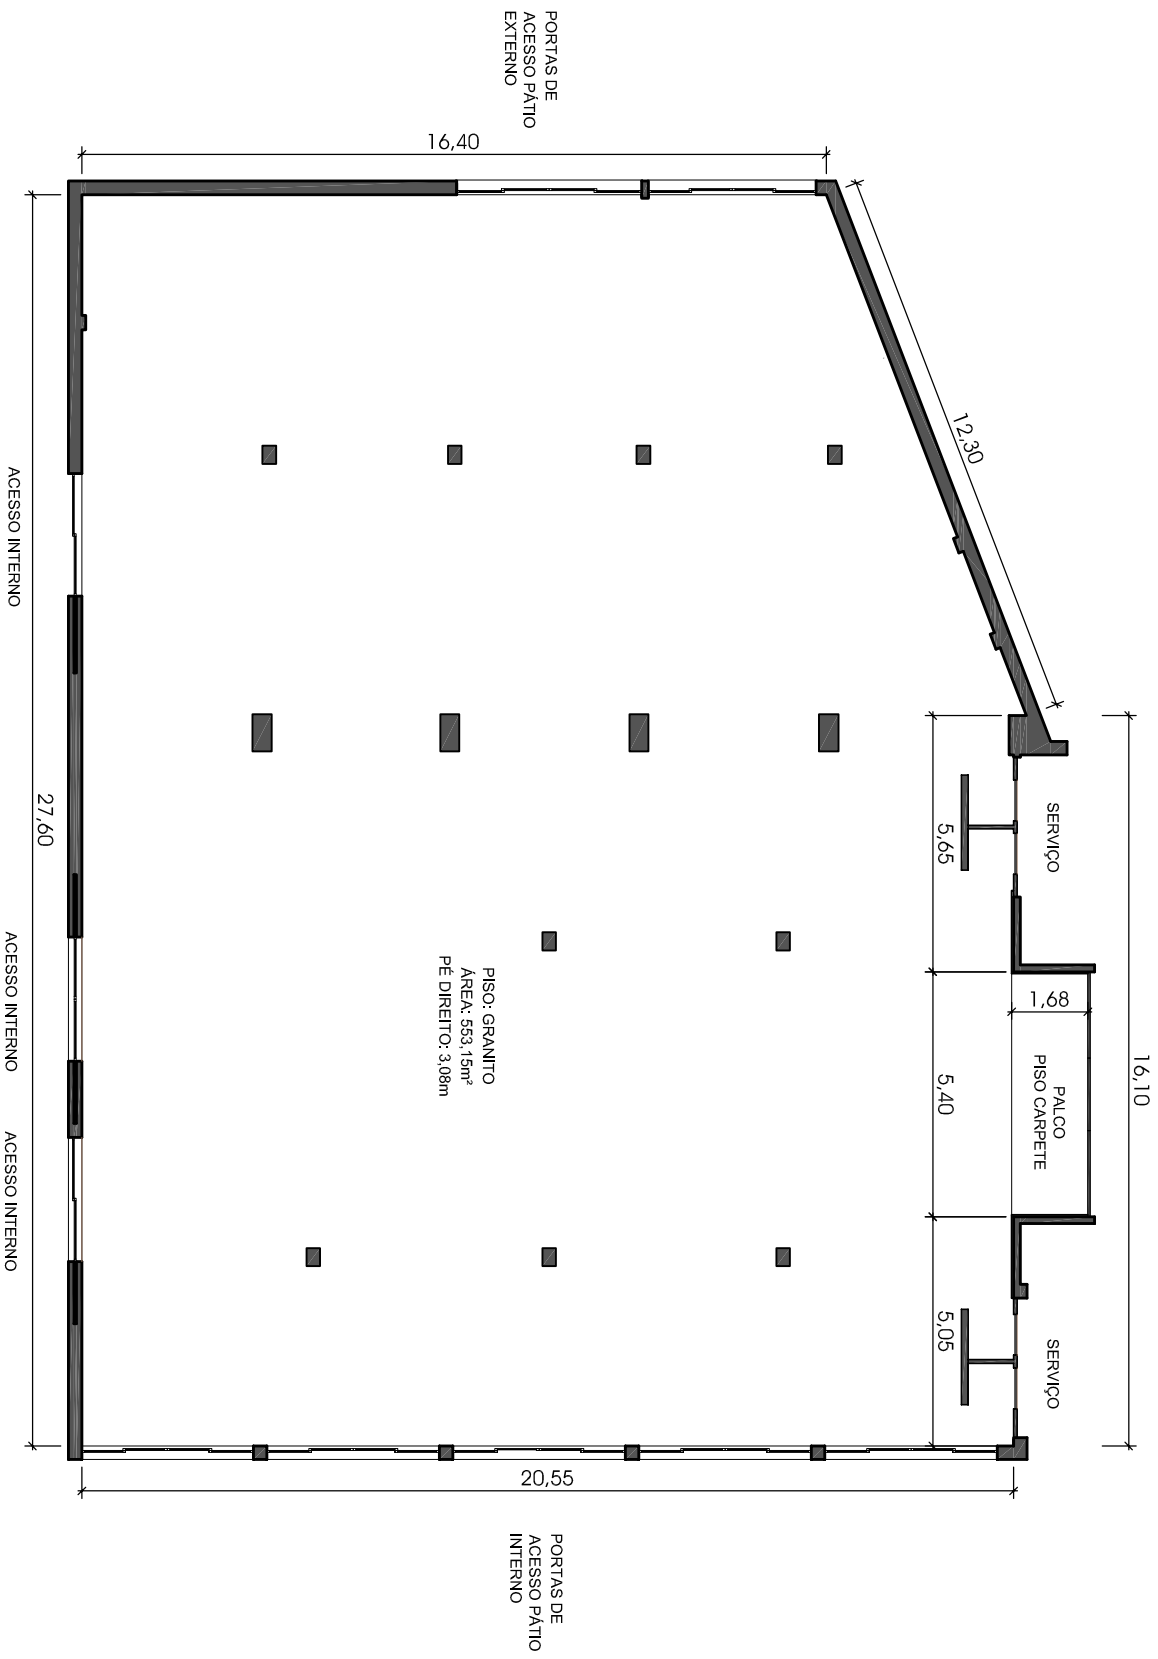 PORTAS DE
ACESSO PÁTIO
EXTERNO
16,40
12,30
ACESSO INTERNO
27,60
SERVIÇO
5,65
1,68
16,10
PALCO
PISO CARPETE
5,40
PISO: GRANITO
ÁREA: 553,15m²
PÉ DIREITO: 3,08m
ACESSO INTERNO
ACESSO INTERNO
5,05
SERVIÇO
20,55
PORTAS DE
ACESSO PÁTIO
INTERNO